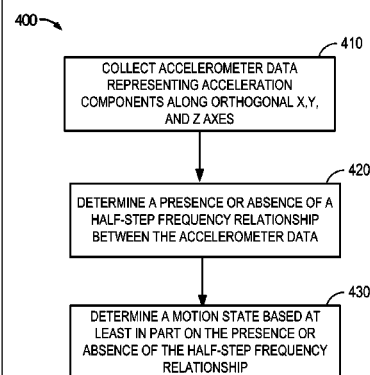 400
410
COLLECT ACCELEROMETER DATA
REPRESENTING ACCELERATION
COMPONENTS ALONG ORTHOGONAL X,Y,
AND Z AXES
420
DETERMINE A PRESENCE OR ABSENCE OF A
HALF-STEP FREQUENCY RELATIONSHIP
BETWEEN THE ACCELEROMETER DATA
430
DETERMINE A MOTION STATE BASED AT
LEAST IN PART ON THE PRESENCE OR
ABSENCE OF THE HALF-STEP FREQUENCY
RELATIONSHIP